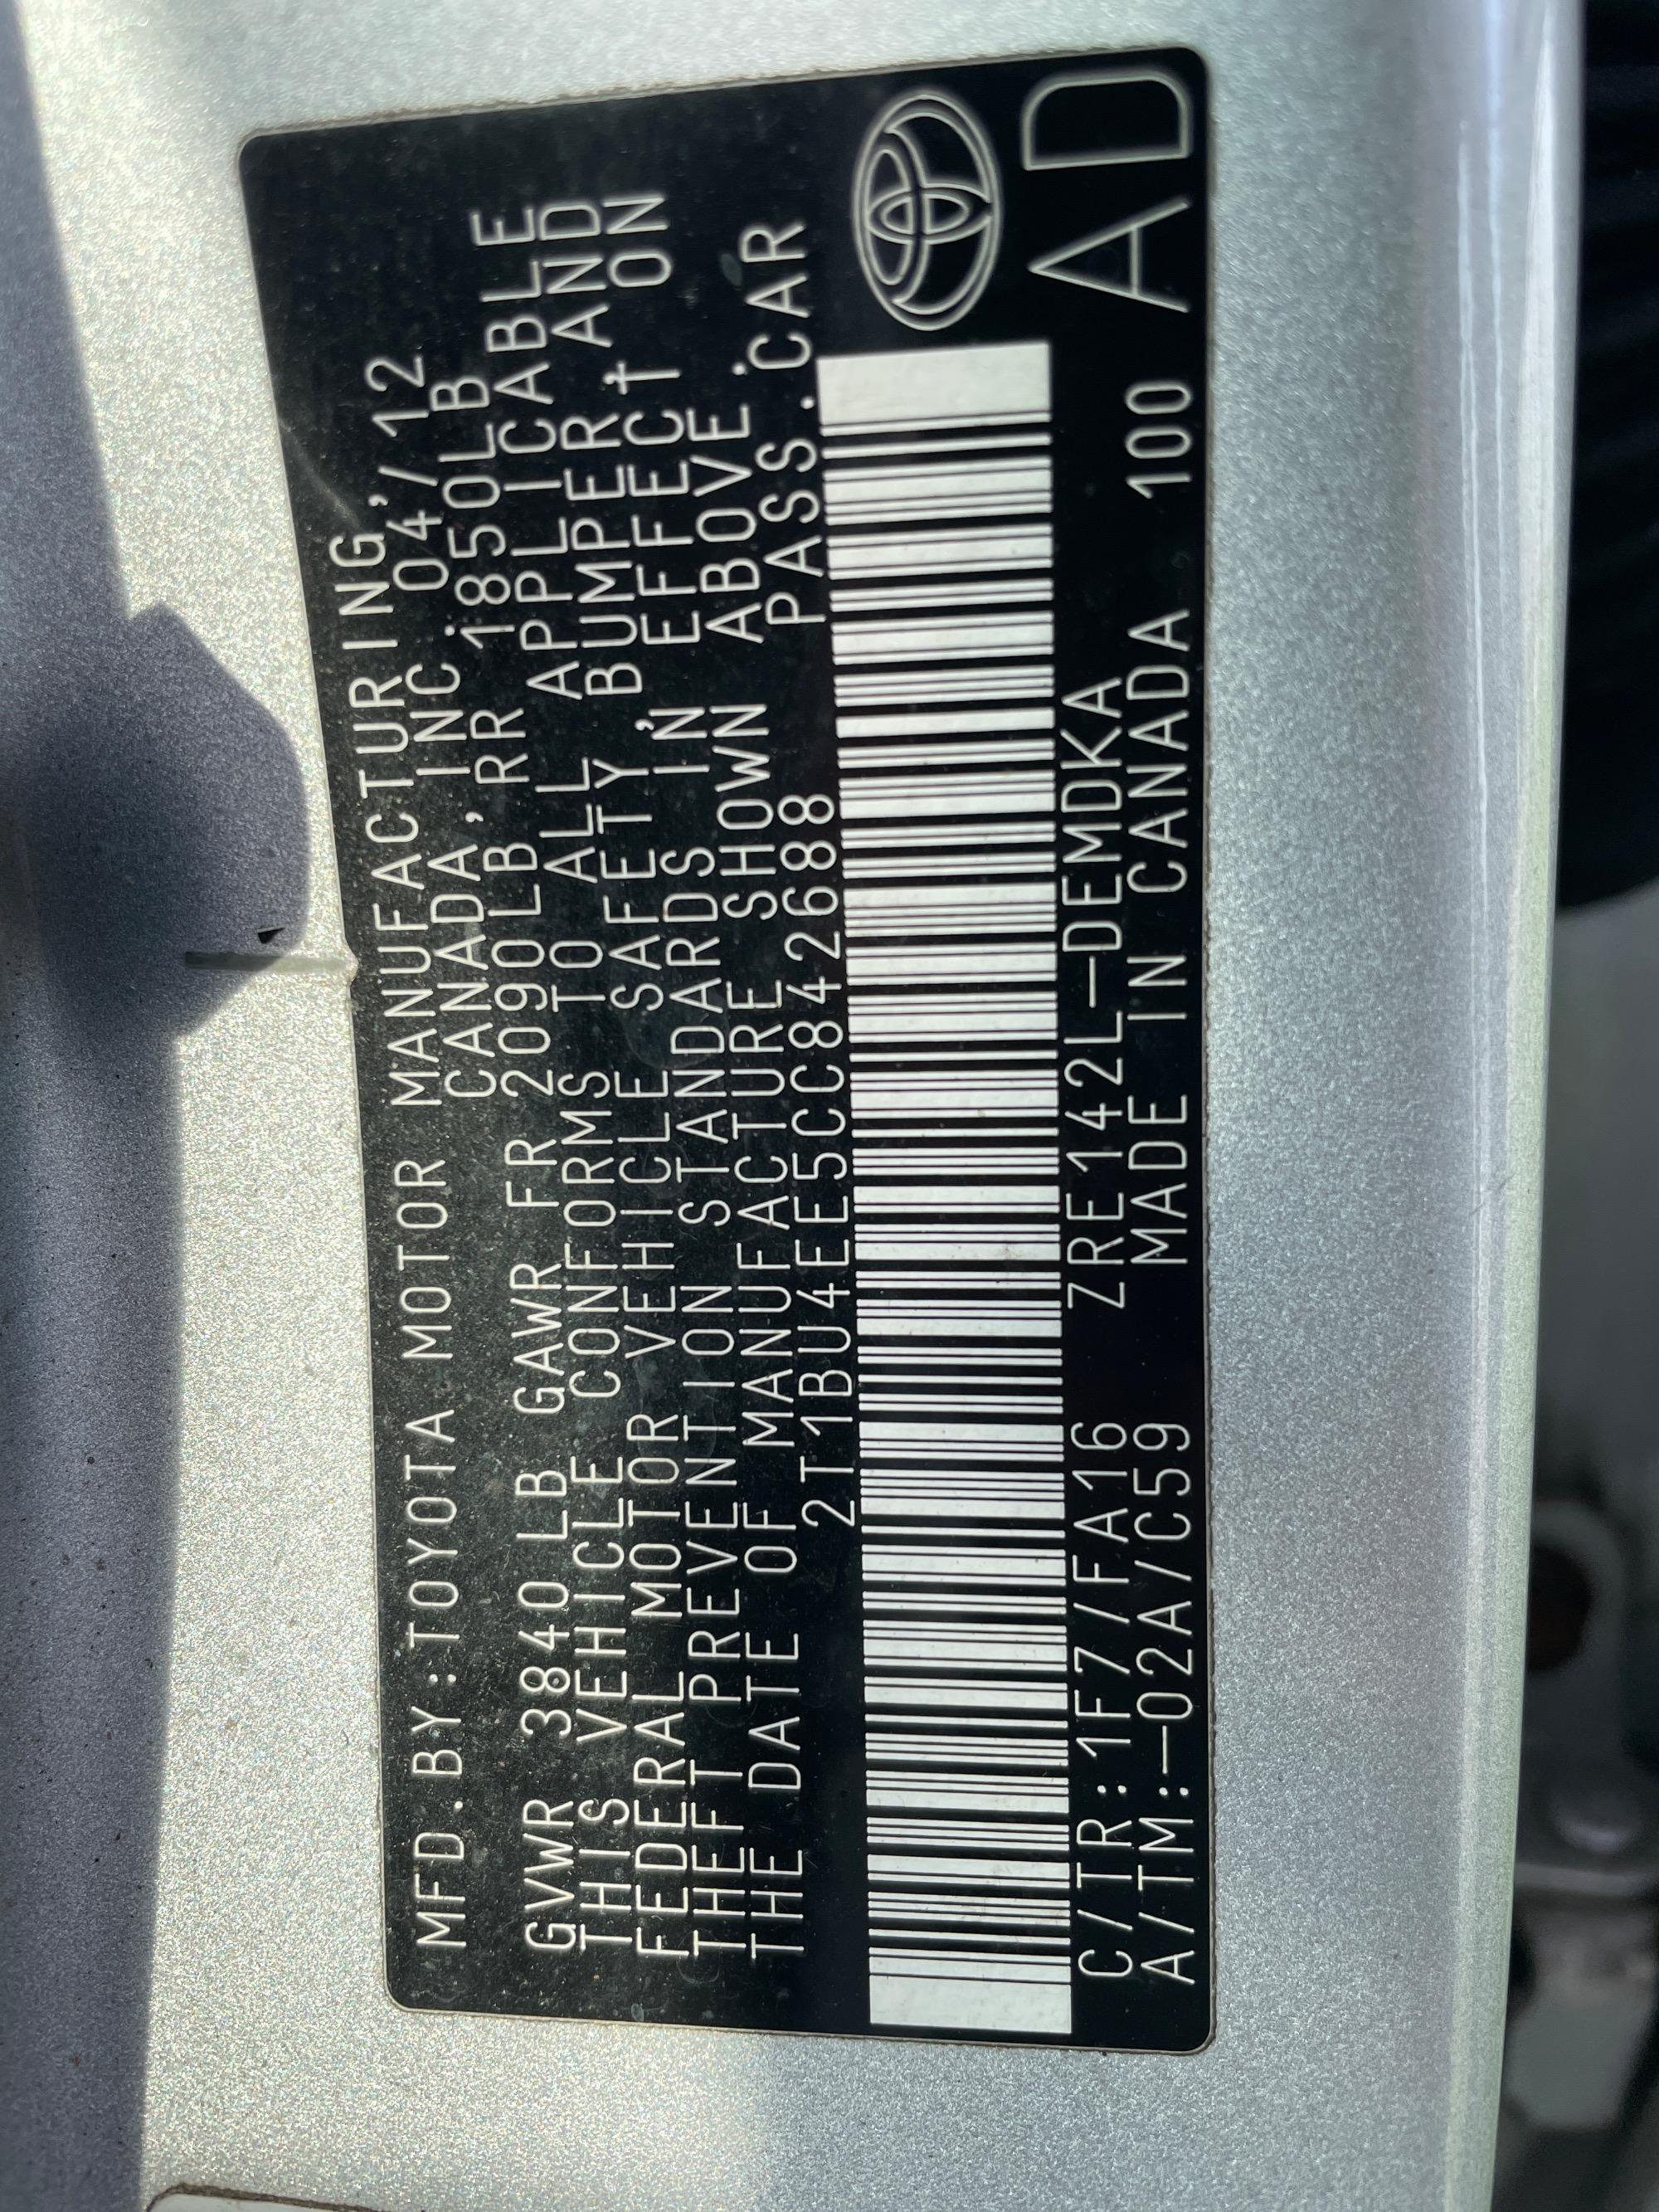 MFD.BY:TOYOTA MOTOR MANUFACTURING,
CANADA, INC. 04/12
GVWR 3840LB GAWR FR 2090LB, RR 1850LB
THIS VEHICLE CONFORMS TO ALL APPLICABLE
FEDERAL MOTOR VEHICLE SAFETY, BUMPER, AND
THEFT PREVENTION STANDARDS IN EFFECT ON
THE DATE OF MANUFACTURE SHOWN ABOVE.
2T1BU4EE5CC842688 PASS.CAR
C/TR:1F7/FA16 ZRE142L-DEMDKA
A/TM:-02A/C59 MADE IN CANADA 100 AD